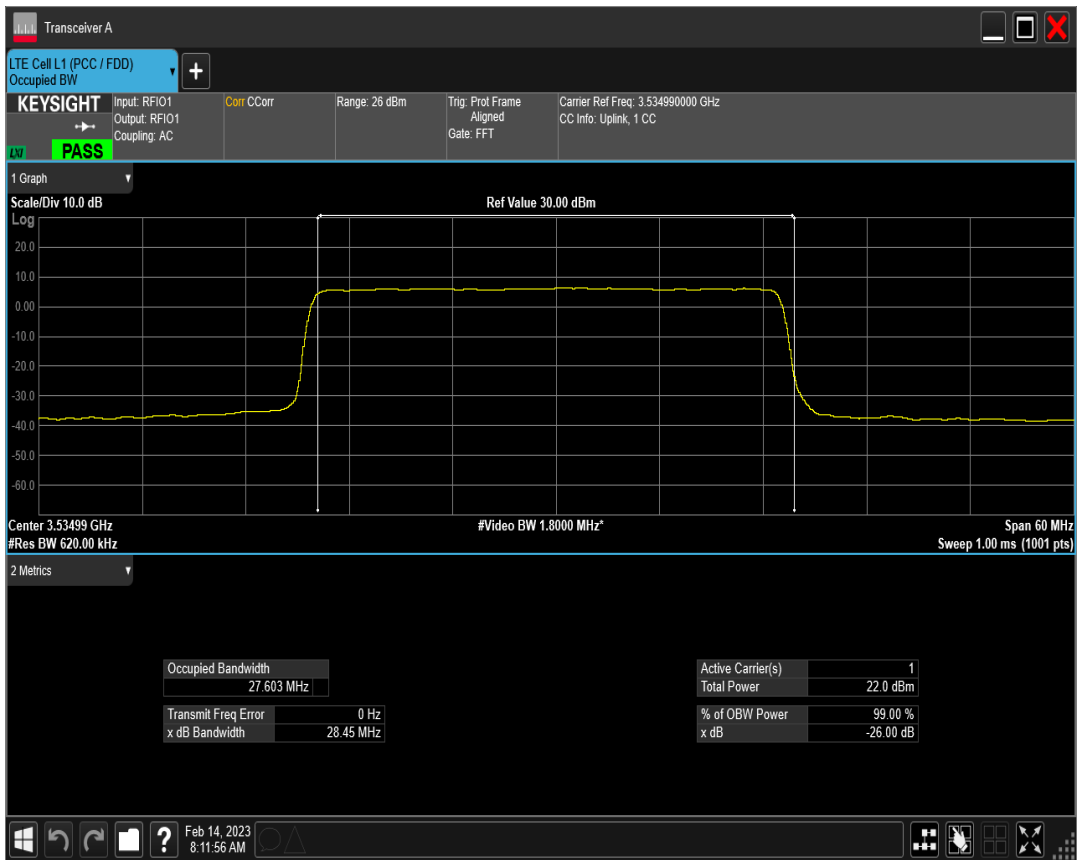 Transceiver A
LTE Cell L1 (PCC / FDD)
Occupied BW
+
KEYSIGHT
LXI
PASS
Input: RFIO1
Output: RFIO1
Coupling: AC
Corr CCorr
Range: 26 dBm
Trig: Prot Frame
Aligned
Gate: FFT
Carrier Ref Freq: 3.534990000 GHz
CC Info: Uplink, 1 CC
1 Graph
Scale/Div 10.0 dB
Ref Value 30.00 dBm
Log
20.0
10.0
0.00
-10.0
-20.0
-30.0
-40.0
-50.0
-60.0
Center 3.53499 GHz
#Video BW 1.8000 MHz*
Span 60 MHz
#Res BW 620.00 kHz
Sweep 1.00 ms (1001 pts)
2 Metrics
Occupied Bandwidth
27.603 MHz
Transmit Freq Error 0 Hz
x dB Bandwidth 28.45 MHz
Active Carrier(s) 1
Total Power 22.0 dBm
% of OBW Power 99.00 %
x dB -26.00 dB
?
Feb 14, 2023
8:11:56 AM